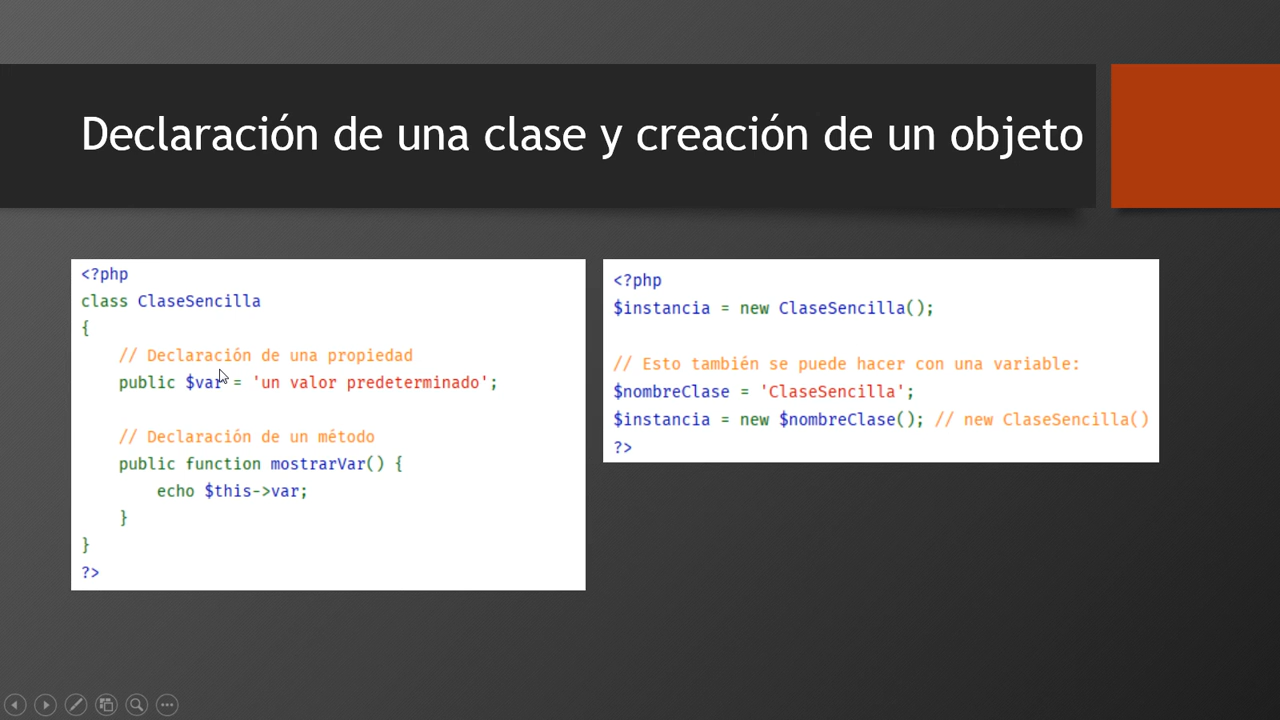 Declaración de una clase y creación de un objeto
<?php
class ClaseSencilla
{
    // Declaración de una propiedad
    public $var = 'un valor predeterminado';

    // Declaración de un método
    public function mostrarVar() {
        echo $this->var;
    }
}
?>
<?php
$instancia = new ClaseSencilla();

// Esto también se puede hacer con una variable:
$nombreClase = 'ClaseSencilla';
$instancia = new $nombreClase(); // new ClaseSencilla()
?>